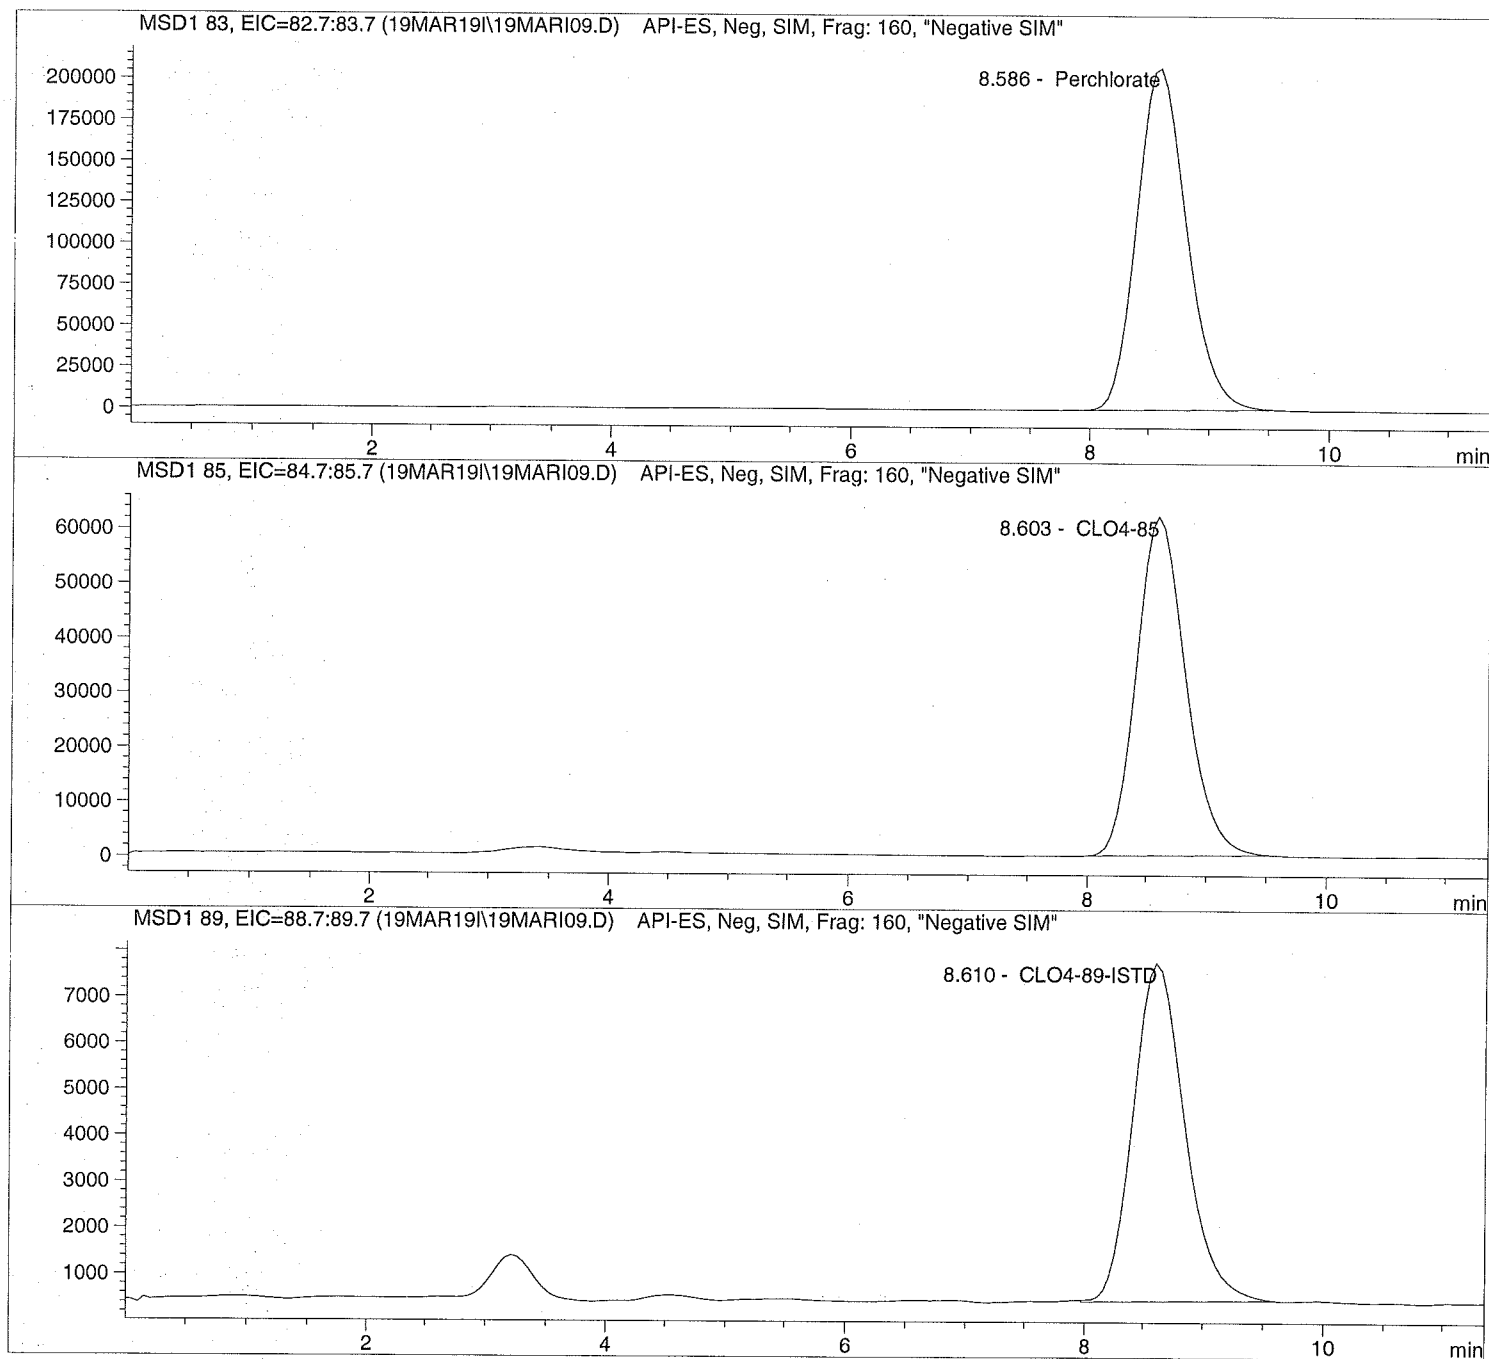 MSD1 83, EIC=82.7:83.7 (19MAR19I\19MARI09.D) API-ES, Neg, SIM, Frag: 160, "Negative SIM"
8.586 - Perchlorate
200000
175000
150000
125000
100000
75000
50000
25000
0
2 4 6 8 10 min
MSD1 85, EIC=84.7:85.7 (19MAR19I\19MARI09.D) API-ES, Neg, SIM, Frag: 160, "Negative SIM"
8.603 - CLO4-85
60000
50000
40000
30000
20000
10000
0
2 4 6 8 10 min
MSD1 89, EIC=88.7:89.7 (19MAR19I\19MARI09.D) API-ES, Neg, SIM, Frag: 160, "Negative SIM"
8.610 - CLO4-89-ISTD
7000
6000
5000
4000
3000
2000
1000
2 4 6 8 10 min